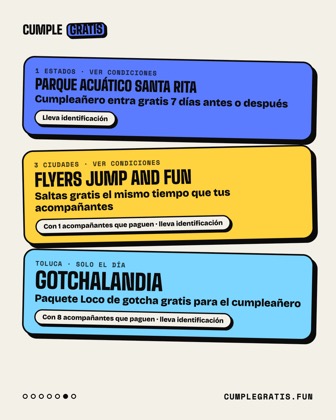 CUMPLE GRATIS
1 ESTADOS · VER CONDICIONES
PARQUE ACUÁTICO SANTA RITA
Cumpleañero entra gratis 7 días antes o después
Lleva identificación
3 CIUDADES · VER CONDICIONES
FLYERS JUMP AND FUN
Saltas gratis el mismo tiempo que tus
acompañantes
Con 1 acompañantes que paguen · lleva identificación
TOLUCA · SOLO EL DÍA
GOTCHALANDIA
Paquete Loco de gotcha gratis para el cumpleañero
Con 8 acompañantes que paguen · lleva identificación
CUMPLEGRATIS.FUN